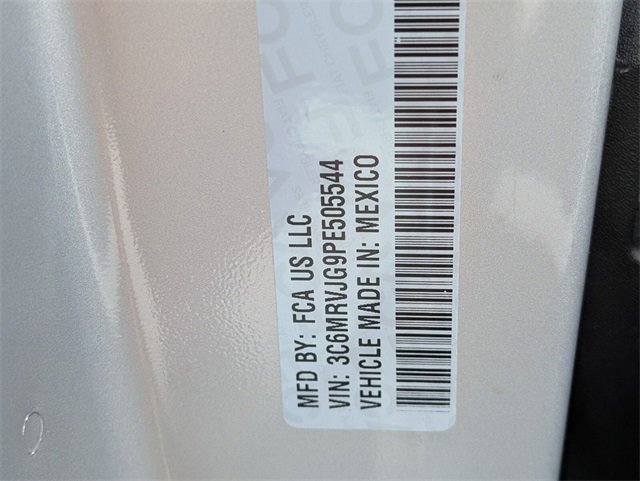 MFD BY: FCA US LLC
VIN: 3C6MRVJG9PE505544
VEHICLE MADE IN: MEXICO